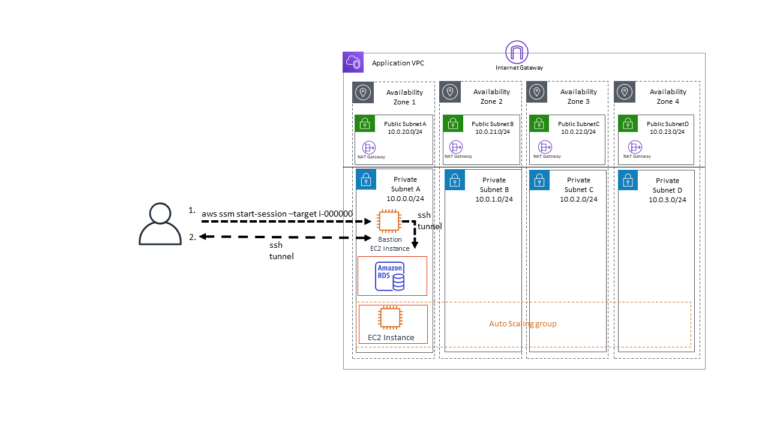 Application VPC
Internet Gateway
Availability
Zone 1
Availability
Zone 2
Availability
Zone 3
Availability
Zone 4
Public Subnet A
10.0.20.0/24
Public Subnet B
10.0.21.0/24
Public SubnetC
10.0.22.0/24
Public SubnetD
10.0.23.0/24
NAT Gateway
NAT Gateway
NAT Gateway
NAT Gateway
Private
Subnet A
10.0.0.0/24
Private
Subnet B
10.0.1.0/24
Private
Subnet C
10.0.2.0/24
Private
Subnet D
10.0.3.0/24
1.
aws ssm start-session –target i-000000
2.
ssh
tunnel
ssh
tunnel
Bastion
EC2 Instance
Amazon
RDS
Auto Scaling group
EC2 Instance